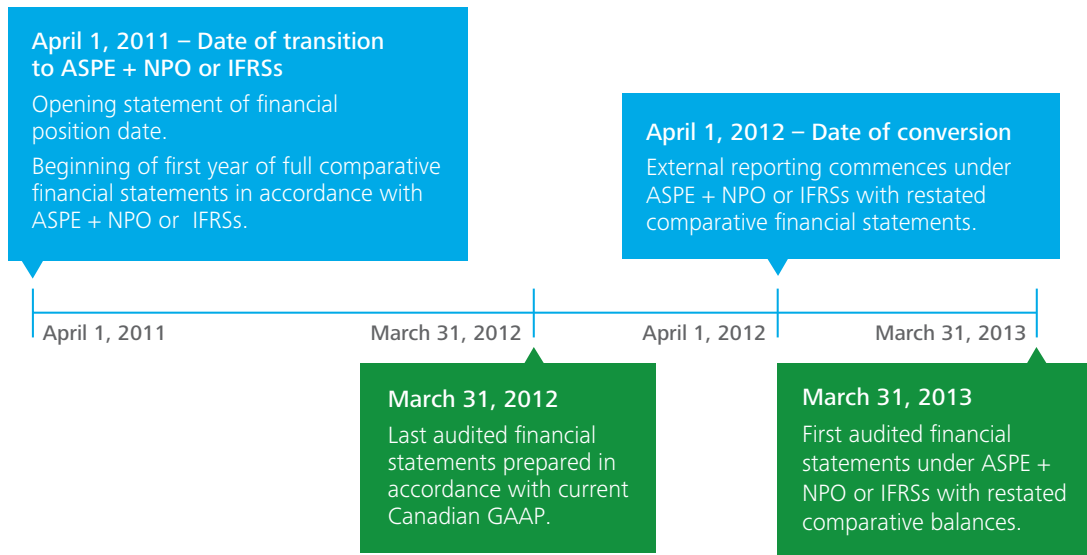 April 1, 2011 – Date of transition
to ASPE + NPO or IFRSs
Opening statement of financial
position date.
Beginning of first year of full comparative
financial statements in accordance with
ASPE + NPO or IFRSs.
April 1, 2012 – Date of conversion
External reporting commences under
ASPE + NPO or IFRSs with restated
comparative financial statements.
April 1, 2011
March 31, 2012
April 1, 2012
March 31, 2013
March 31, 2012
Last audited financial
statements prepared in
accordance with current
Canadian GAAP.
March 31, 2013
First audited financial
statements under ASPE +
NPO or IFRSs with restated
comparative balances.